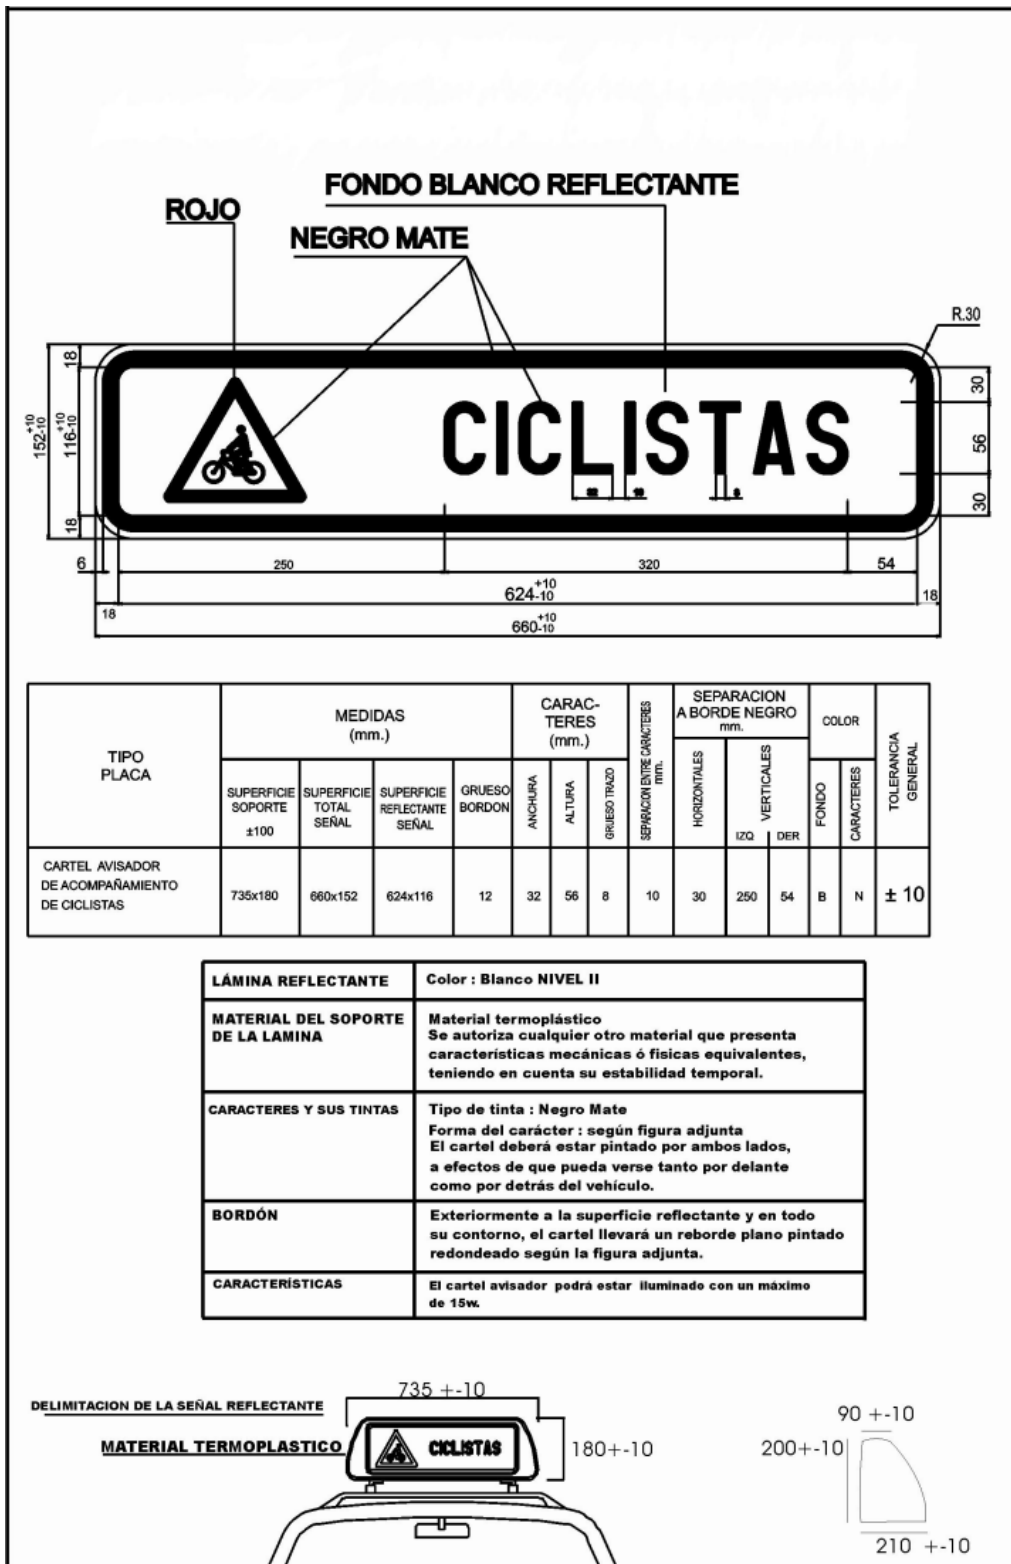 FONDO BLANCO REFLECTANTE
ROJO
NEGRO MATE
R.30
18
152+10-10
116+10-10
18
CICLISTAS
30
56
30
32
10
6
250
320
54
624+10-10
18
18
660+10-10
TIPO PLACA
MEDIDAS (mm.)
CARAC-TERES (mm.)
SEPARACION ENTRE CARACTERES mm.
SEPARACION A BORDE NEGRO mm.
COLOR
TOLERANCIA GENERAL
SUPERFICIE SOPORTE ±100
SUPERFICIE TOTAL SEÑAL
SUPERFICIE REFLECTANTE SEÑAL
GRUESO BORDON
ANCHURA
ALTURA
GRUESO TRAZO
HORIZONTALES
VERTICALES
IZQ
DER
FONDO
CARACTERES
CARTEL AVISADOR
DE ACOMPAÑAMIENTO
DE CICLISTAS
735x180
660x152
624x116
12
32
56
8
10
30
250
54
B
N
± 10
LÁMINA REFLECTANTE
Color : Blanco NIVEL II
MATERIAL DEL SOPORTE
DE LA LAMINA
Material termoplástico
Se autoriza cualquier otro material que presenta
características mecánicas ó fisicas equivalentes,
teniendo en cuenta su estabilidad temporal.
CARACTERES Y SUS TINTAS
Tipo de tinta : Negro Mate
Forma del carácter : según figura adjunta
El cartel deberá estar pintado por ambos lados,
a efectos de que pueda verse tanto por delante
como por detrás del vehículo.
BORDÓN
Exteriormente a la superficie reflectante y en todo
su contorno, el cartel llevará un reborde plano pintado
redondeado según la figura adjunta.
CARACTERÍSTICAS
El cartel avisador podrá estar iluminado con un máximo
de 15w.
735 +-10
DELIMITACION DE LA SEÑAL REFLECTANTE
MATERIAL TERMOPLASTICO
CICLISTAS
180+-10
90 +-10
200+-10
210 +-10